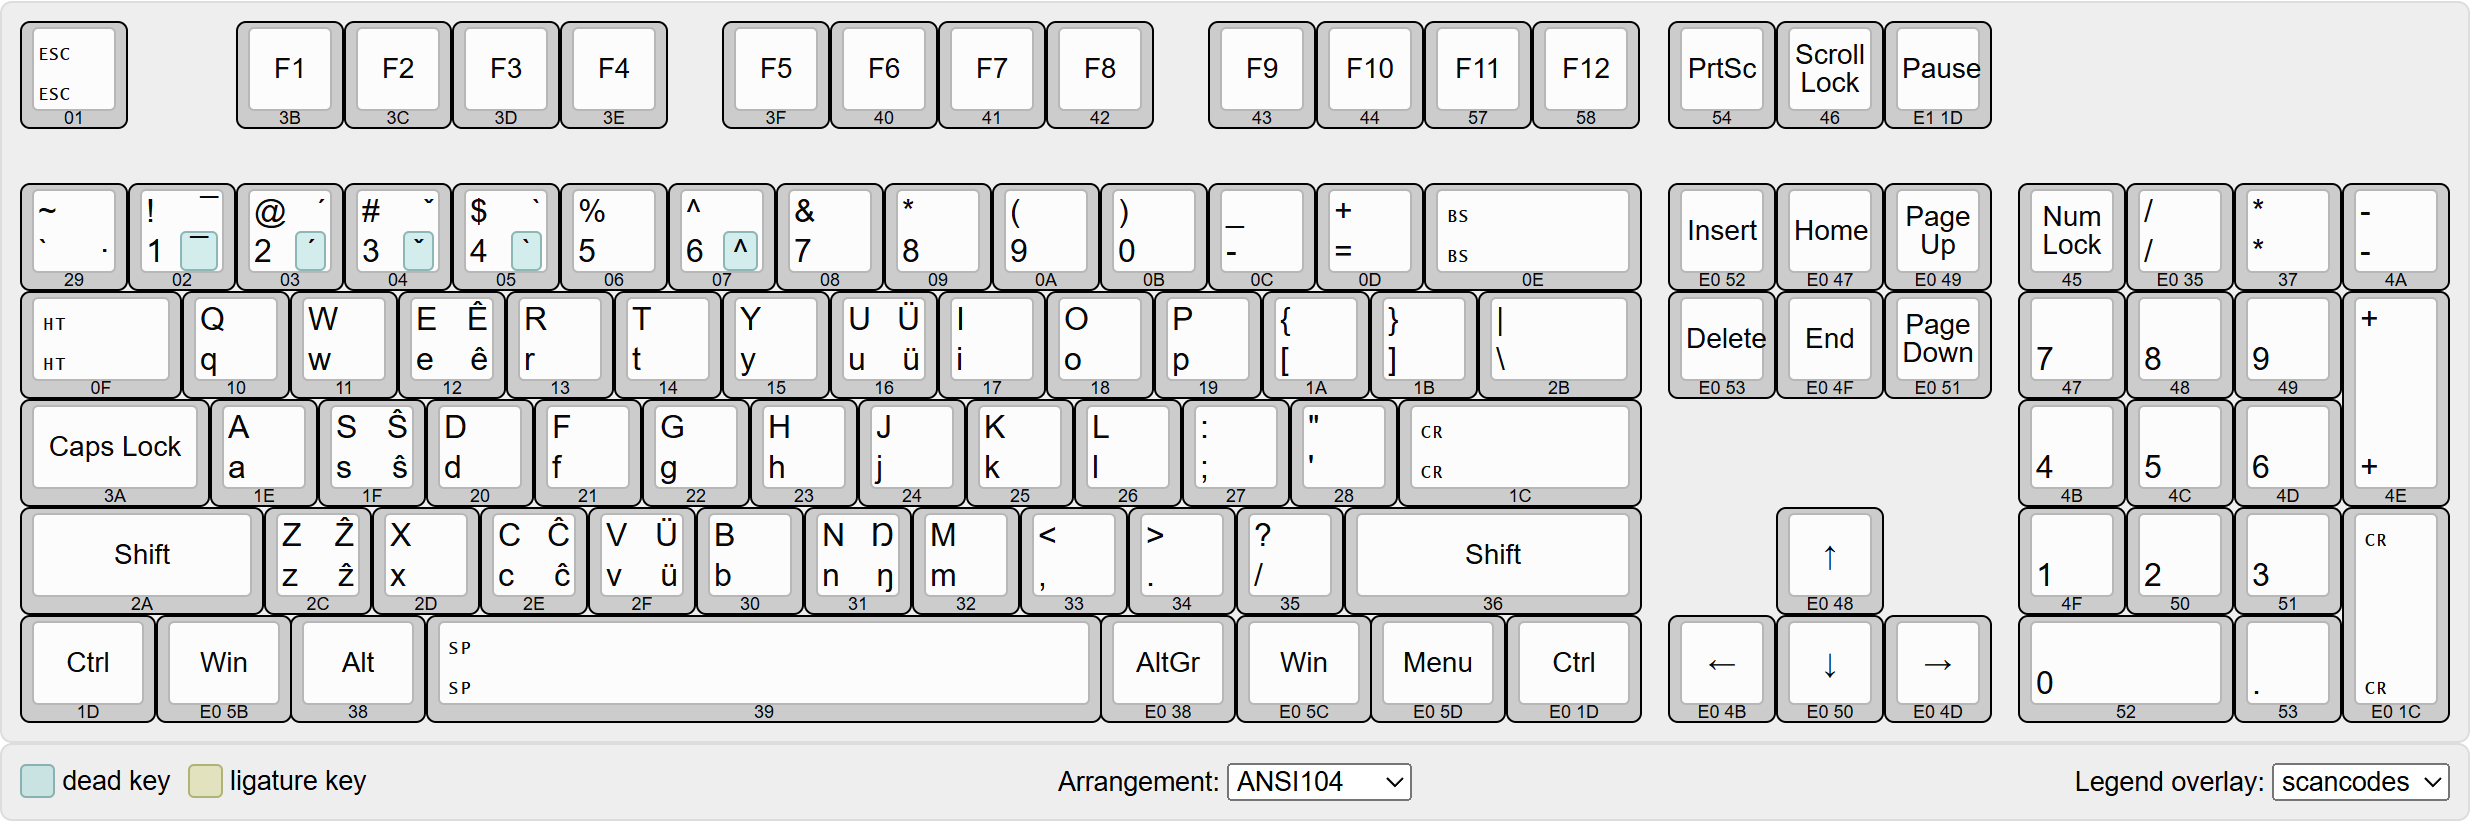 ESC F1 F2 F3 F4 F5 F6 F7 F8 F9 F10 F11 F12 PrtSc Scroll Lock Pause
ESC
01 3B 3C 3D 3E 3F 40 41 42 43 44 57 58 54 46 E1 1D
~ ! ¯ @ ´ # ˇ $ ` % ^ & * ( ) _ + BS Insert Home Page Up Num Lock / * -
` . 1 ¯ 2 ´ 3 ˇ 4 ` 5 6 ^ 7 8 9 0 - = BS / * -
29 02 03 04 05 06 07 08 09 0A 0B 0C 0D 0E E0 52 E0 47 E0 49 45 E0 35 37 4A
HT Q W E Ê R T Y U Ü I O P { } | Delete End Page Down +
HT q w e ê r t y u ü i o p [ ] \ 7 8 9
0F 10 11 12 13 14 15 16 17 18 19 1A 1B 2B E0 53 E0 4F E0 51 47 48 49
Caps Lock A S Ŝ D F G H J K L : " CR
a s ŝ d f g h j k l ; ' CR 4 5 6 +
3A 1E 1F 20 21 22 23 24 25 26 27 28 1C 4B 4C 4D 4E
Shift Z Ẑ X C Ĉ V Ü B N Ŋ M < > ? Shift ↑ CR
z ẑ x c ĉ v ü b n ŋ m , . / 1 2 3
2A 2C 2D 2E 2F 30 31 32 33 34 35 36 E0 48 4F 50 51
Ctrl Win Alt SP AltGr Win Menu Ctrl ← ↓ →
SP 0 . CR
1D E0 5B 38 39 E0 38 E0 5C E0 5D E0 1D E0 4B E0 50 E0 4D 52 53 E0 1C
dead key ligature key Arrangement: ANSI104 Legend overlay: scancodes